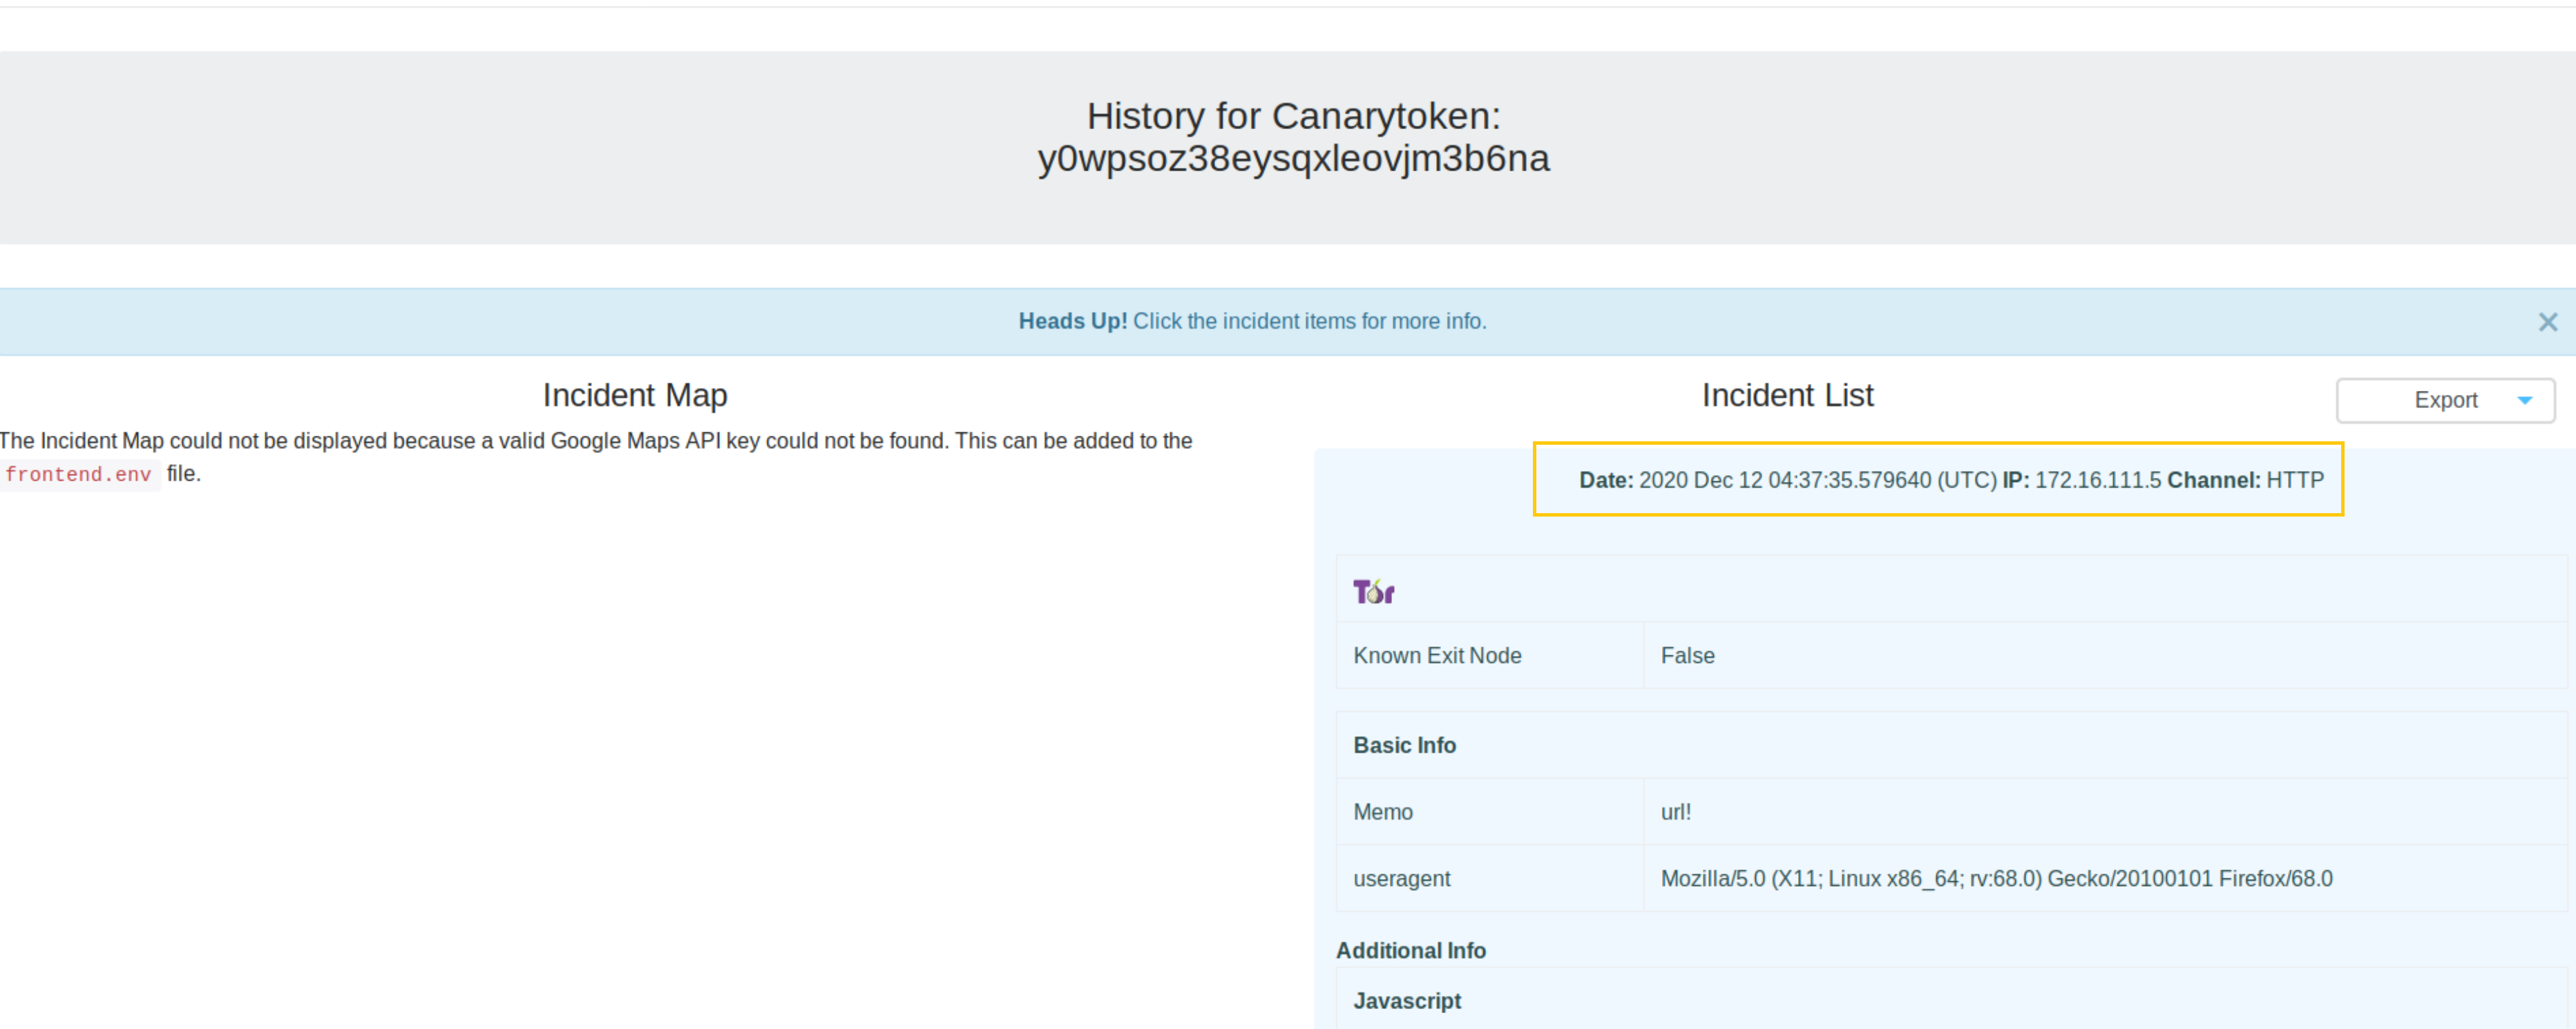 History for Canarytoken:
y0wpsoz38eysqxleovjm3b6na
Heads Up! Click the incident items for more info.
×
Incident Map
The Incident Map could not be displayed because a valid Google Maps API key could not be found. This can be added to the
frontend.env file.
Incident List
Export
Date: 2020 Dec 12 04:37:35.579640 (UTC) IP: 172.16.111.5 Channel: HTTP
Tor
Known Exit Node False
Basic Info
Memo url!
useragent Mozilla/5.0 (X11; Linux x86_64; rv:68.0) Gecko/20100101 Firefox/68.0
Additional Info
Javascript